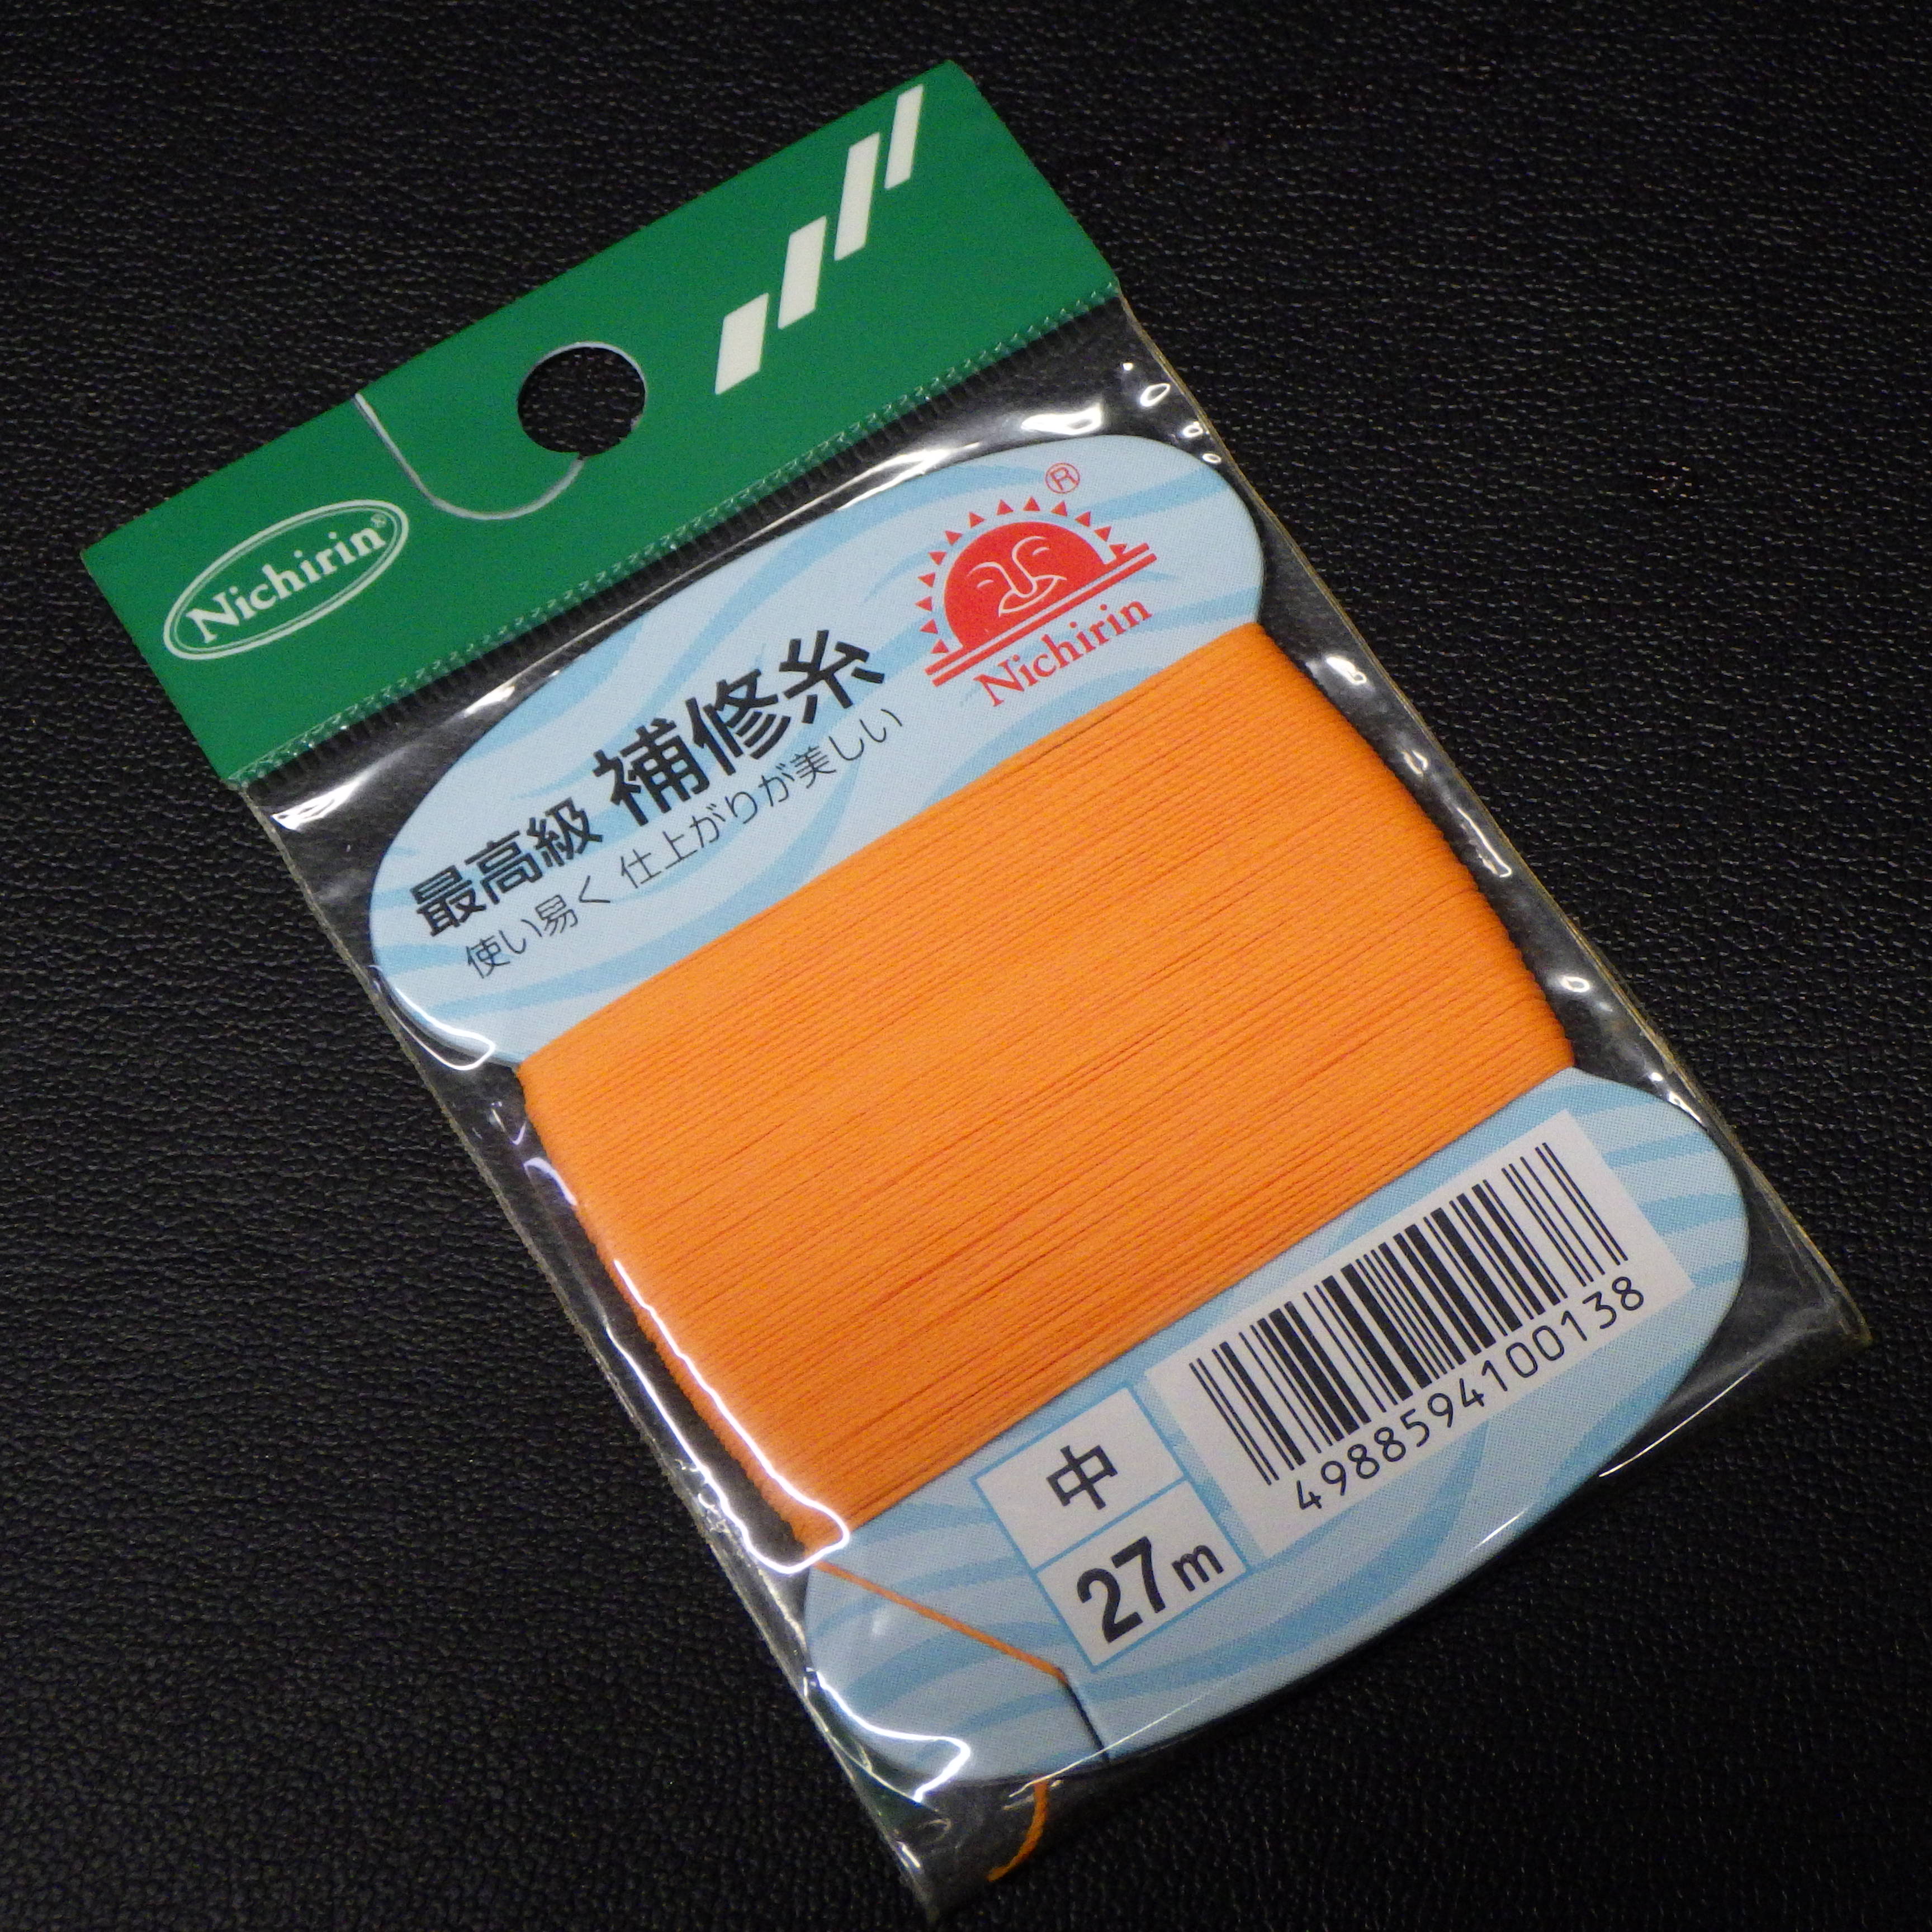 Nichirin®
®
Nichirin
最高級 補修糸
使い易く 仕上がりが美しい
4988594100138
中
27m